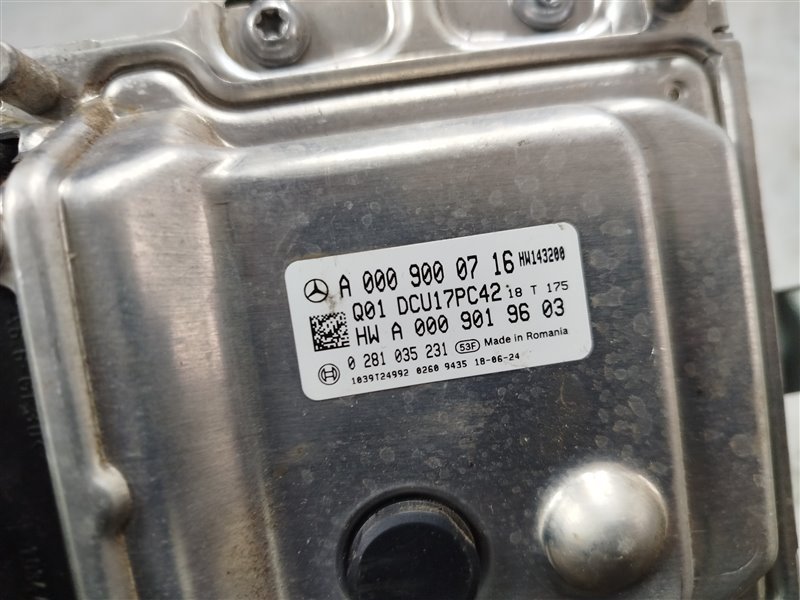 A 000 900 07 16 HW143200
Q01 DCU17PC42 18 T 175
HW A 000 901 96 03
0 281 035 231 53F Made in Romania
1039T24992 0260 9435 18-06-24